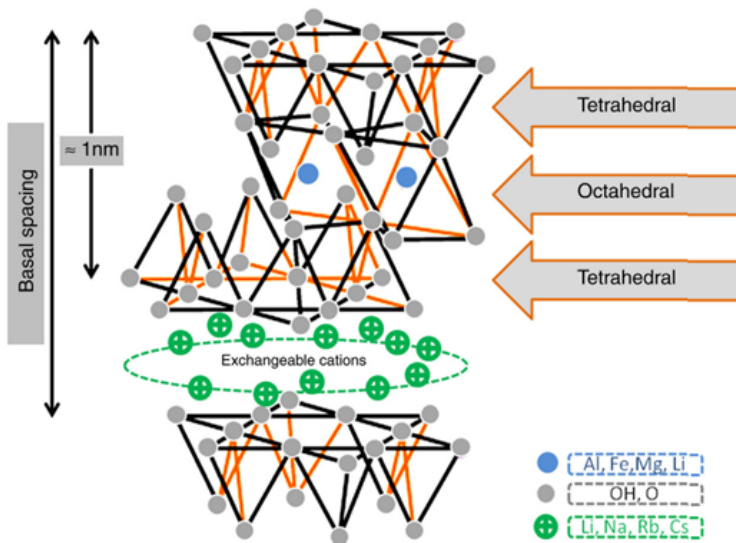 Tetrahedral
≈ 1nm
Octahedral
Basal spacing
Tetrahedral
Exchangeable cations
Al, Fe,Mg, Li
OH, O
Li, Na, Rb, Cs